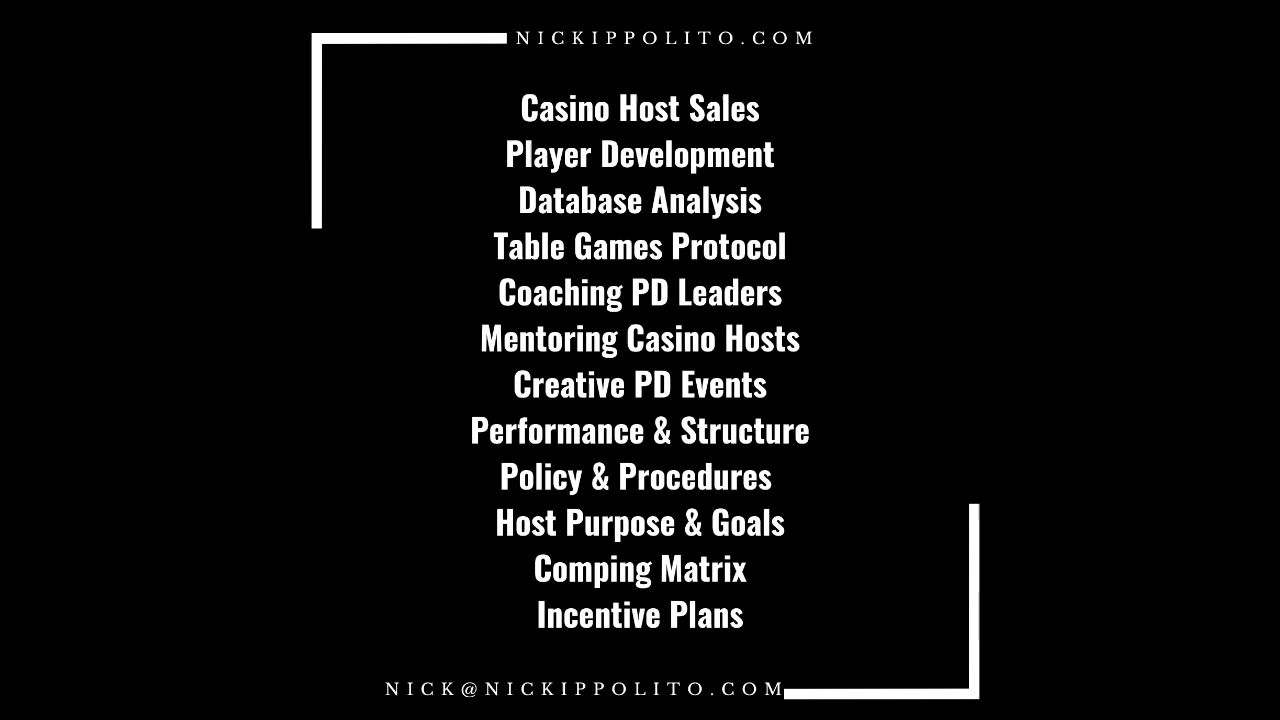 NICKIPPOLITO.COM
Casino Host Sales
Player Development
Database Analysis
Table Games Protocol
Coaching PD Leaders
Mentoring Casino Hosts
Creative PD Events
Performance & Structure
Policy & Procedures
Host Purpose & Goals
Comping Matrix
Incentive Plans
NICK@NICKIPPOLITO.COM